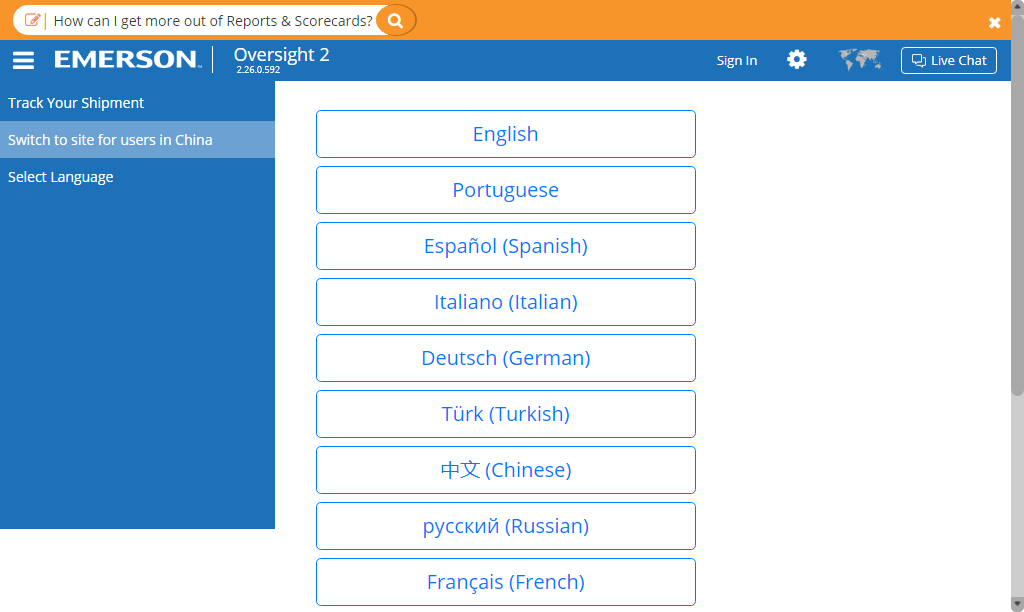 How can I get more out of Reports & Scorecards?
EMERSON™
Oversight 2
2.26.0.592
Sign In
Live Chat
Track Your Shipment
Switch to site for users in China
Select Language
English
Portuguese
Español (Spanish)
Italiano (Italian)
Deutsch (German)
Türk (Turkish)
中文 (Chinese)
русский (Russian)
Français (French)